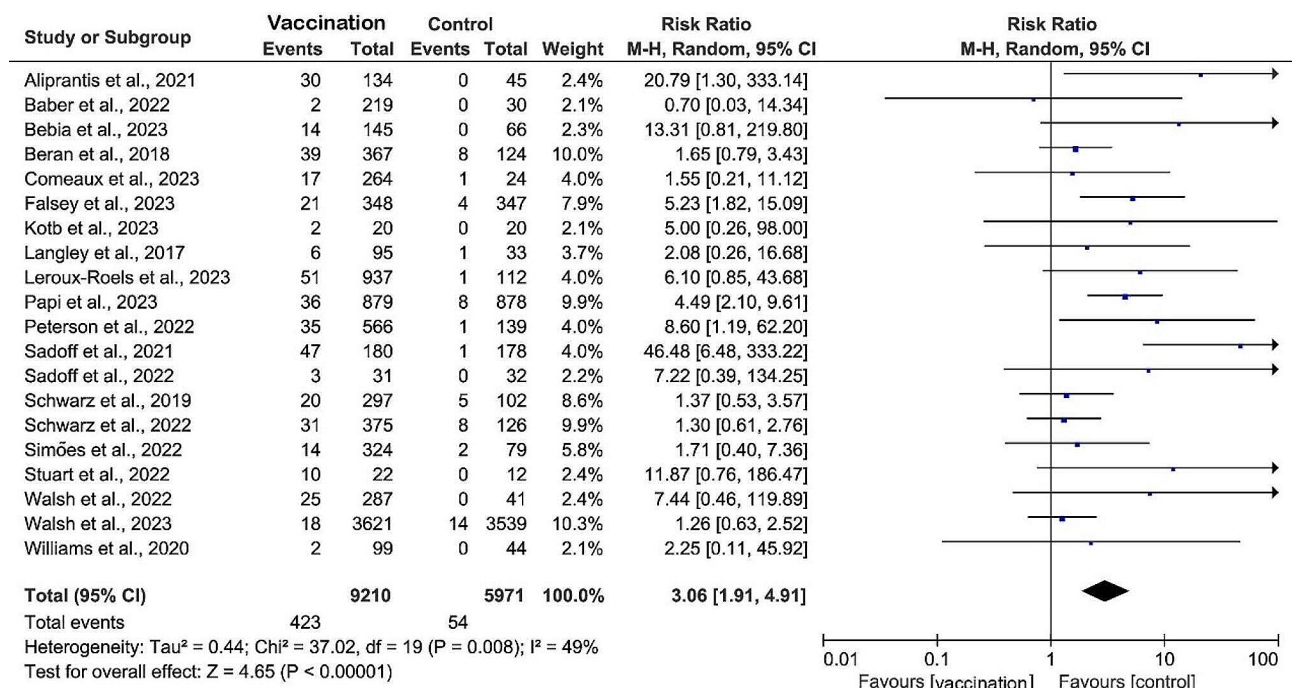 Vaccination Control Risk Ratio Risk Ratio
Study or Subgroup Events Total Events Total Weight M-H, Random, 95% CI M-H, Random, 95% CI
Aliprantis et al., 2021 30 134 0 45 2.4% 20.79 [1.30, 333.14]
Baber et al., 2022 2 219 0 30 2.1% 0.70 [0.03, 14.34]
Bebia et al., 2023 14 145 0 66 2.3% 13.31 [0.81, 219.80]
Beran et al., 2018 39 367 8 124 10.0% 1.65 [0.79, 3.43]
Comeaux et al., 2023 17 264 1 24 4.0% 1.55 [0.21, 11.12]
Falsey et al., 2023 21 348 4 347 7.9% 5.23 [1.82, 15.09]
Kotb et al., 2023 2 20 0 20 2.1% 5.00 [0.26, 98.00]
Langley et al., 2017 6 95 1 33 3.7% 2.08 [0.26, 16.68]
Leroux-Roels et al., 2023 51 937 1 112 4.0% 6.10 [0.85, 43.68]
Papi et al., 2023 36 879 8 878 9.9% 4.49 [2.10, 9.61]
Peterson et al., 2022 35 566 1 139 4.0% 8.60 [1.19, 62.20]
Sadoff et al., 2021 47 180 1 178 4.0% 46.48 [6.48, 333.22]
Sadoff et al., 2022 3 31 0 32 2.2% 7.22 [0.39, 134.25]
Schwarz et al., 2019 20 297 5 102 8.6% 1.37 [0.53, 3.57]
Schwarz et al., 2022 31 375 8 126 9.9% 1.30 [0.61, 2.76]
Simões et al., 2022 14 324 2 79 5.8% 1.71 [0.40, 7.36]
Stuart et al., 2022 10 22 0 12 2.4% 11.87 [0.76, 186.47]
Walsh et al., 2022 25 287 0 41 2.4% 7.44 [0.46, 119.89]
Walsh et al., 2023 18 3621 14 3539 10.3% 1.26 [0.63, 2.52]
Williams et al., 2020 2 99 0 44 2.1% 2.25 [0.11, 45.92]
Total (95% CI) 9210 5971 100.0% 3.06 [1.91, 4.91]
Total events 423 54
Heterogeneity: Tau² = 0.44; Chi² = 37.02, df = 19 (P = 0.008); I² = 49%
Test for overall effect: Z = 4.65 (P < 0.00001)
0.01 0.1 1 10 100
Favours [vaccination] Favours [control]